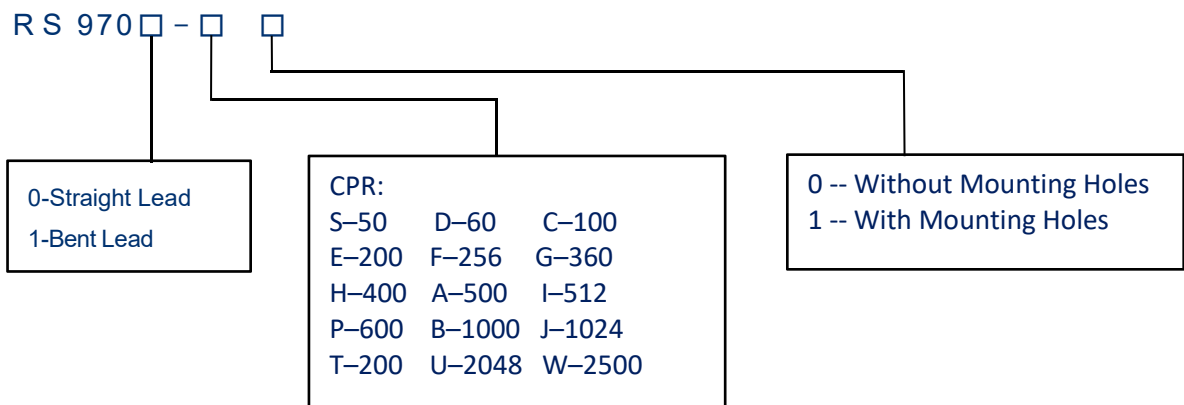 RS 970□ – □ □
0-Straight Lead
1-Bent Lead
CPR:
S–50 D–60 C–100
E–200 F–256 G–360
H–400 A–500 I–512
P–600 B–1000 J–1024
T–200 U–2048 W–2500
0 -- Without Mounting Holes
1 -- With Mounting Holes